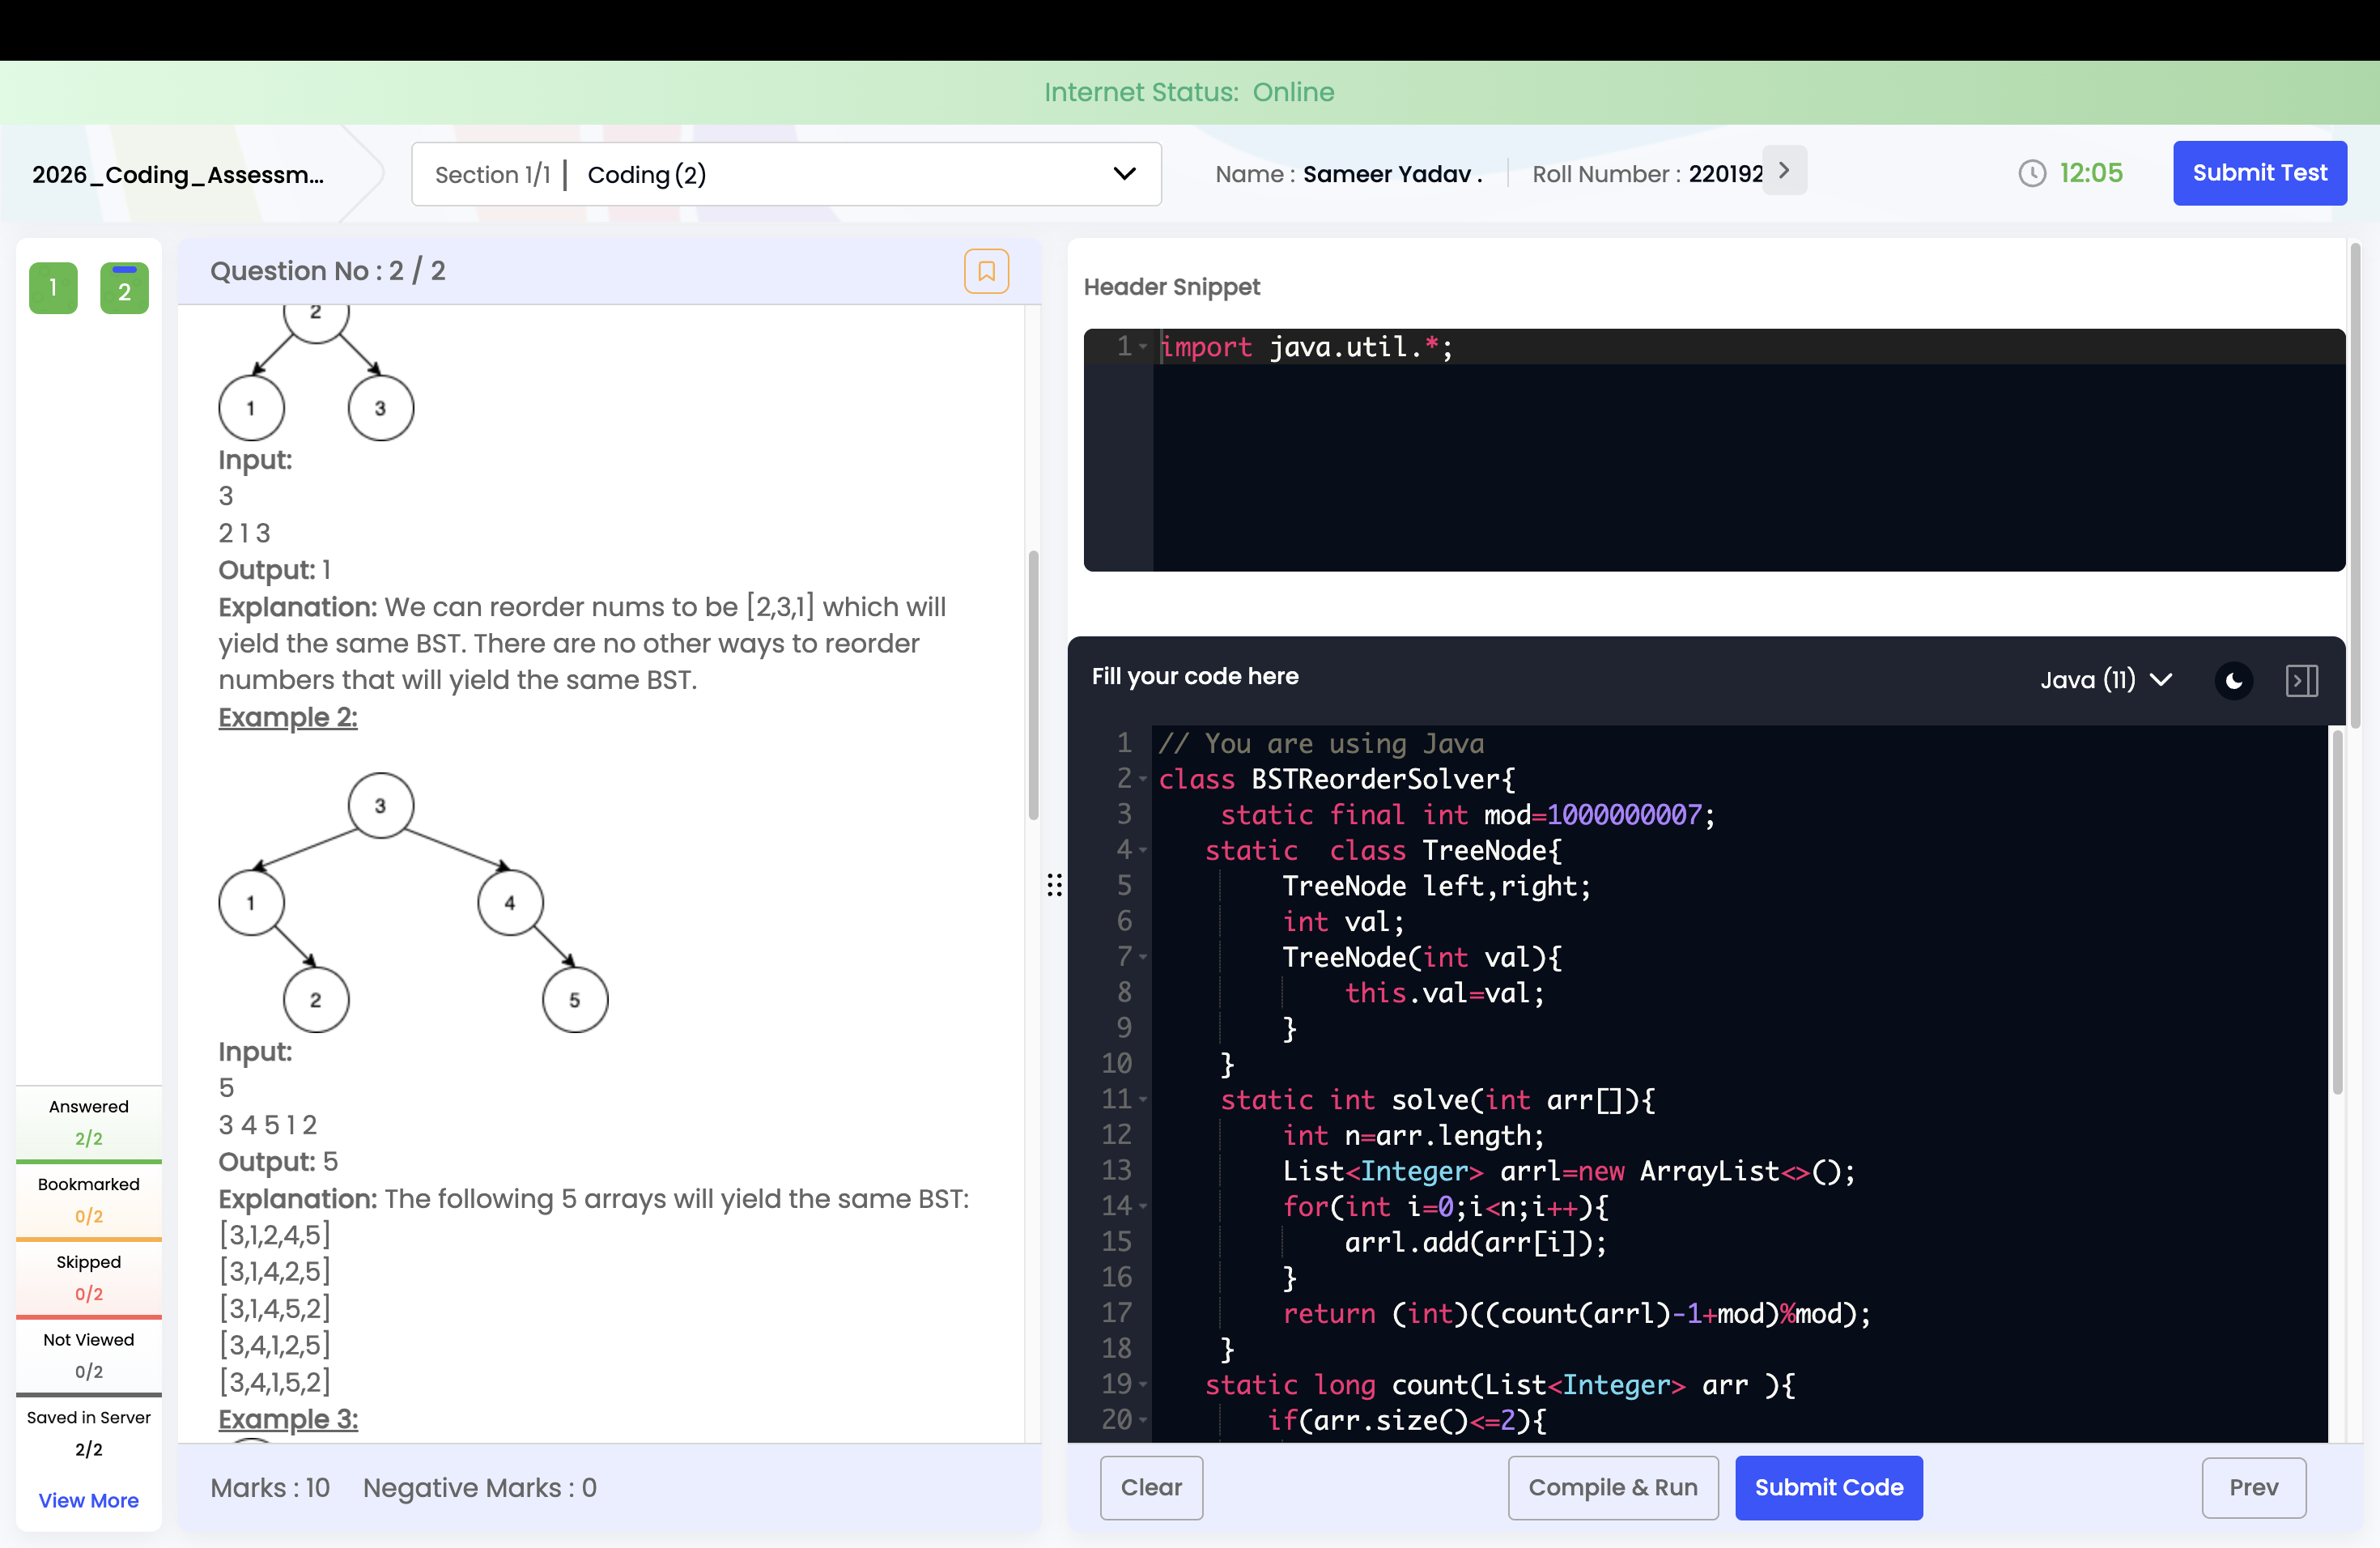 Internet Status: Online
2026_Coding_Assessm...
Section 1/1 | Coding (2)
Name : Sameer Yadav .
Roll Number : 220192
12:05
Submit Test
1
2
Question No : 2 / 2
2
1
3
Input:
3
2 1 3
Output: 1
Explanation: We can reorder nums to be [2,3,1] which will
yield the same BST. There are no other ways to reorder
numbers that will yield the same BST.
Example 2:
3
1
4
2
5
Input:
5
3 4 5 1 2
Output: 5
Explanation: The following 5 arrays will yield the same BST:
[3,1,2,4,5]
[3,1,4,2,5]
[3,1,4,5,2]
[3,4,1,2,5]
[3,4,1,5,2]
Example 3:
Marks : 10
Negative Marks : 0
Answered
2/2
Bookmarked
0/2
Skipped
0/2
Not Viewed
0/2
Saved in Server
2/2
View More
Header Snippet
1 import java.util.*;
Fill your code here
Java (11)
1 // You are using Java
2 class BSTReorderSolver{
3 static final int mod=1000000007;
4 static  class TreeNode{
5 TreeNode left,right;
6 int val;
7 TreeNode(int val){
8 this.val=val;
9 }
10 }
11 static int solve(int arr[]){
12 int n=arr.length;
13 List<Integer> arrl=new ArrayList<>();
14 for(int i=0;i<n;i++){
15 arrl.add(arr[i]);
16 }
17 return (int)((count(arrl)-1+mod)%mod);
18 }
19 static long count(List<Integer> arr ){
20 if(arr.size()<=2){
Clear
Compile & Run
Submit Code
Prev